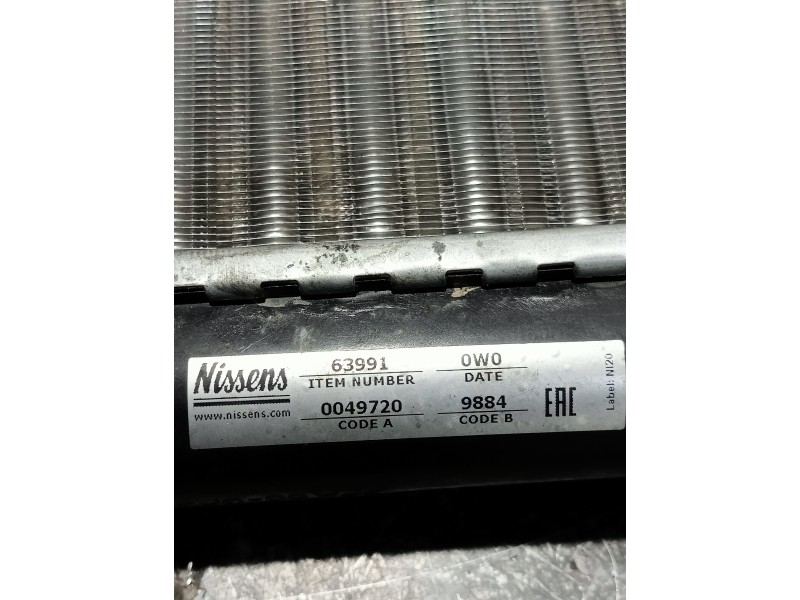 Nissens
www.nissens.com
63991
ITEM NUMBER
0W0
DATE
0049720
CODE A
9884
CODE B
EAC
Label: NI20